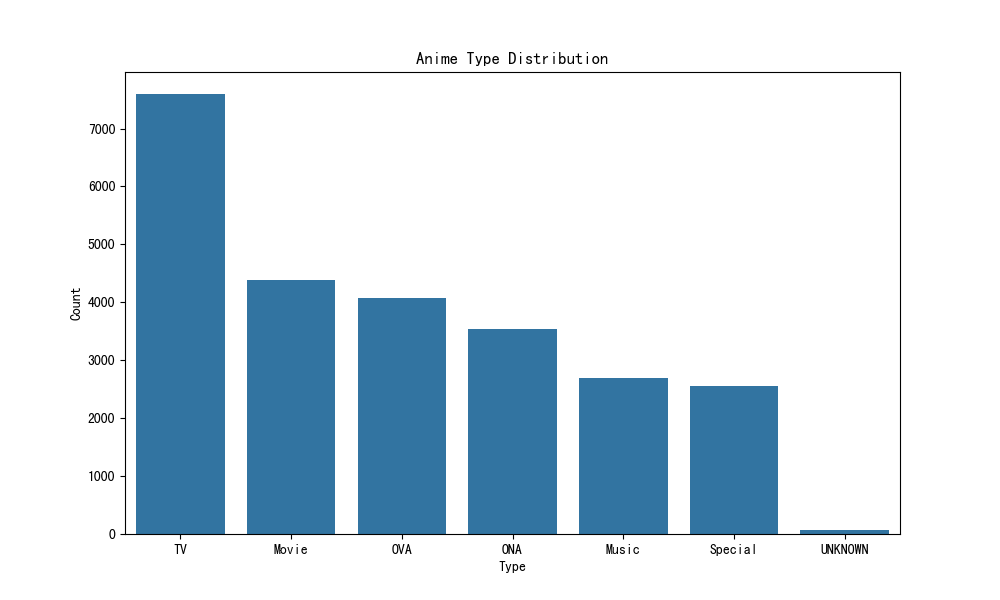 Anime Type Distribution
7000
6000
5000
4000
3000
2000
1000
0
Count
TV Movie OVA ONA Music Special UNKNOWN
Type